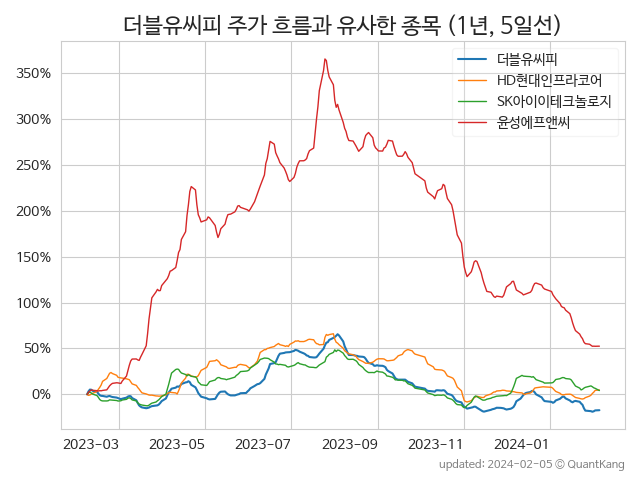 더블유씨피 주가 흐름과 유사한 종목 (1년, 5일선)
더블유씨피
HD현대인프라코어
SK아이이테크놀로지
윤성에프앤씨
350%
300%
250%
200%
150%
100%
50%
0%
2023-03 2023-05 2023-07 2023-09 2023-11 2024-01
updated: 2024-02-05 © QuantKang